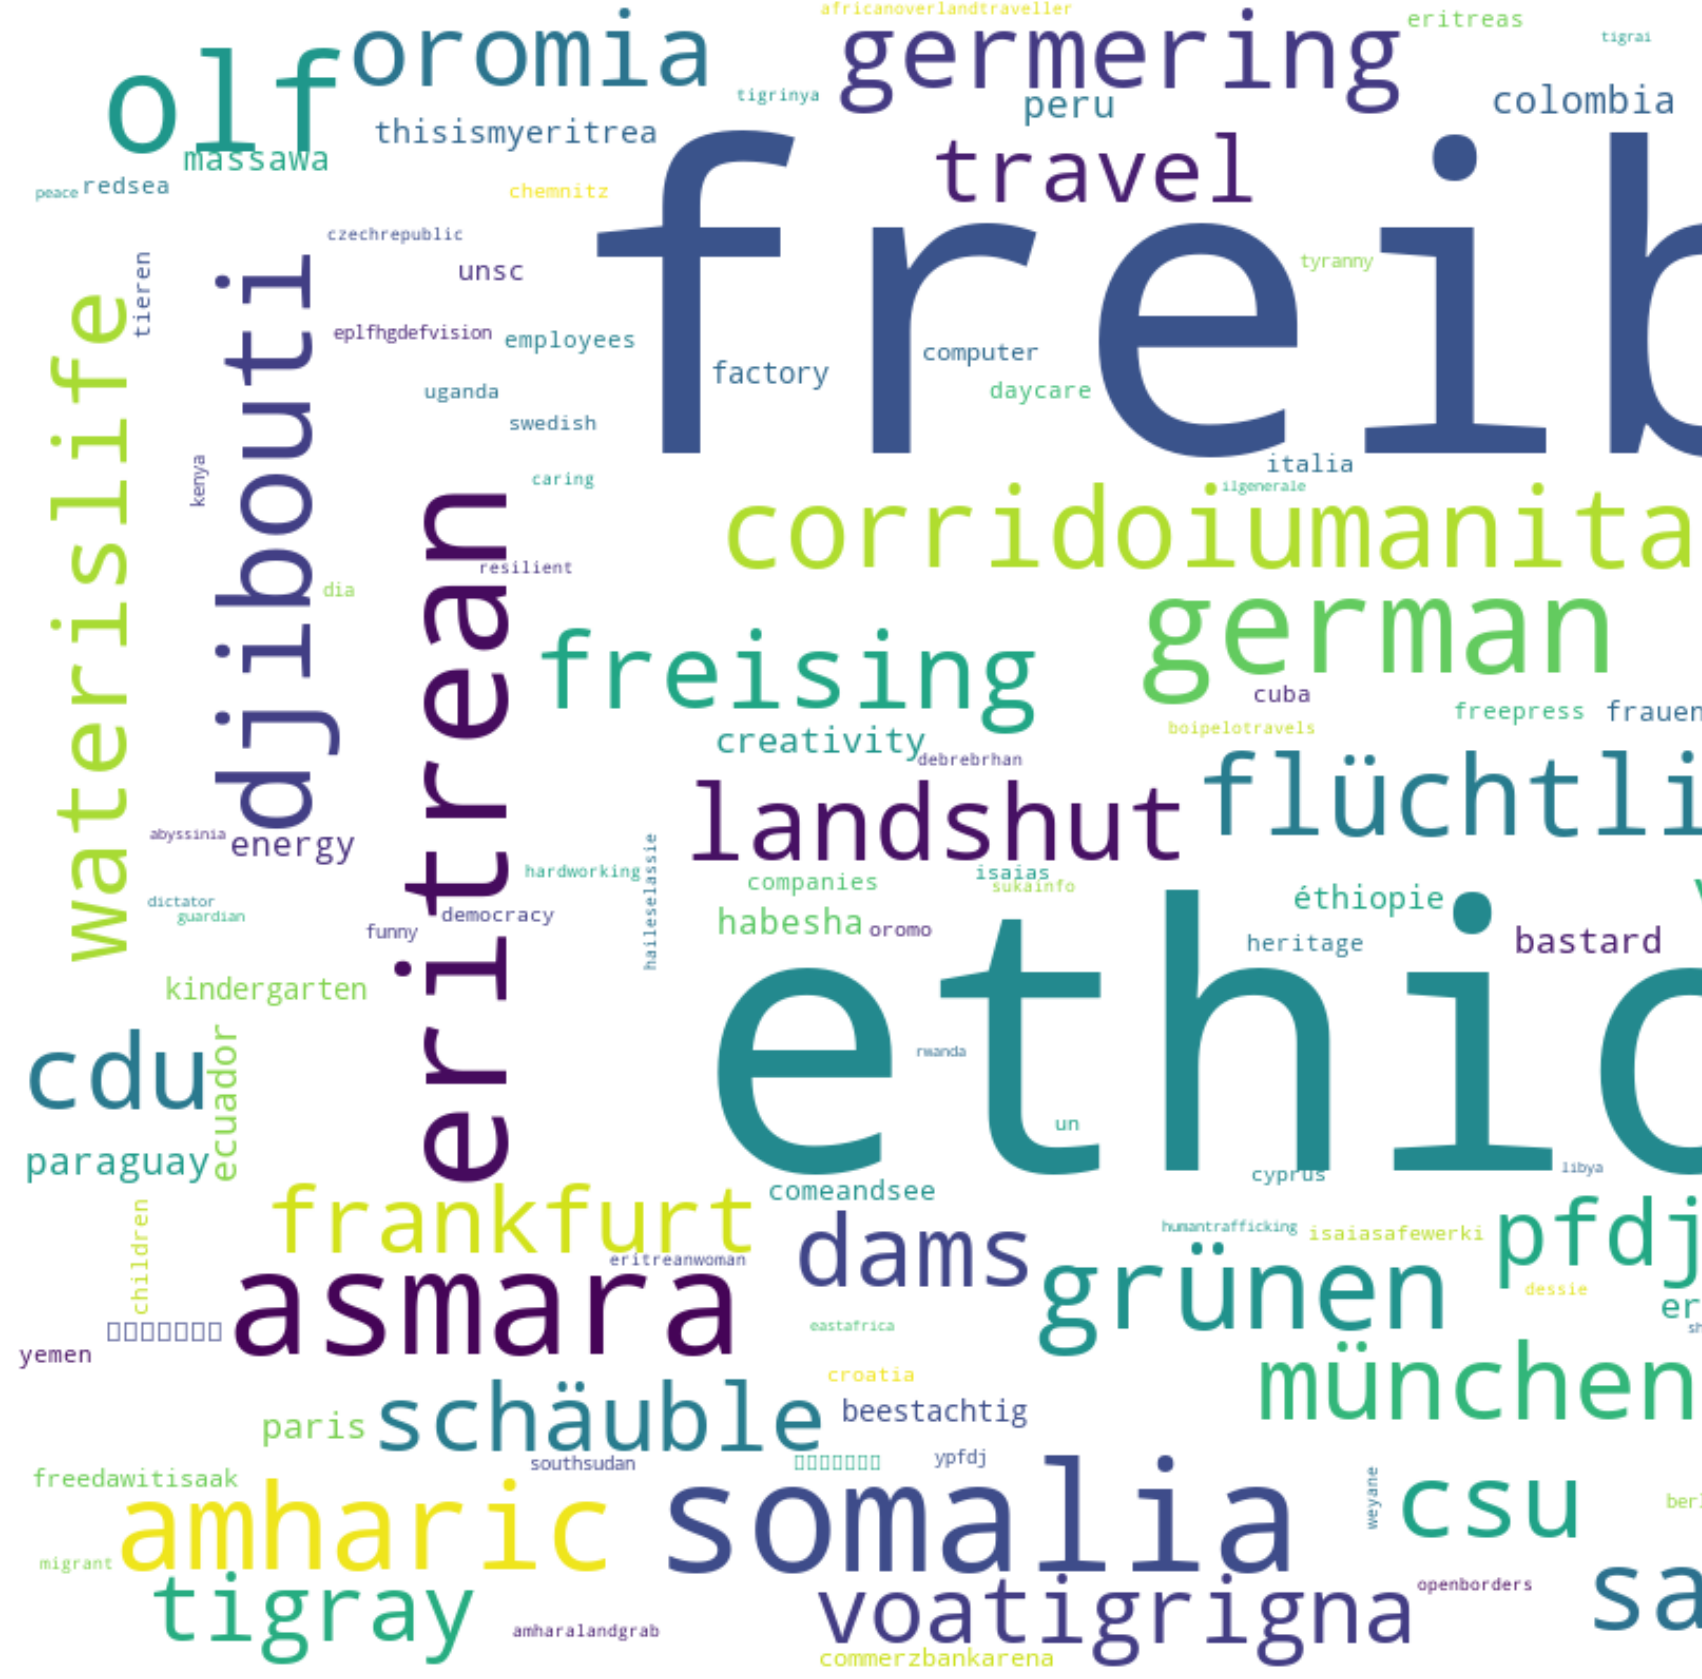 africanoverlandtraveller
eritreas
oromia
germering
tigrai
olf
tigrinya
peru
colombia
thisismyeritrea
massawa
travel
peace
redsea
chemnitz
freib
czechrepublic
unsc
tyranny
tieren
djibouti
eplfhgdefvision
employees
computer
factory
daycare
uganda
swedish
waterislife
kenya
caring
italia
ilgenerale
corridoiumanita
eritrean
resilient
dia
german
freising
cuba
freepress
frauen
boipelotravels
creativity
debrebrhan
flüchtli
landshut
abyssinia
energy
hardworking
haileselassie
isaias
companies
sukainfo
éthiopie
dictator
guardian
democracy
funny
habesha
oromo
heritage
bastard
kindergarten
ethio
cdu
ecuador
rwanda
un
paraguay
cyprus
libya
comeandsee
frankfurt
children
dams
humantrafficking
isaiasafewerki
pfdj
eritreanwoman
asmara
grünen
dessie
er
eastafrica
sh
yemen
croatia
münchen
paris
schäuble
beestachtig
southsudan
ypfdj
freedawitisaak
amharic
somalia
weyane
csu
ber
migrant
tigray
voatigrigna
openborders
sa
amharalandgrab
commerzbankarena